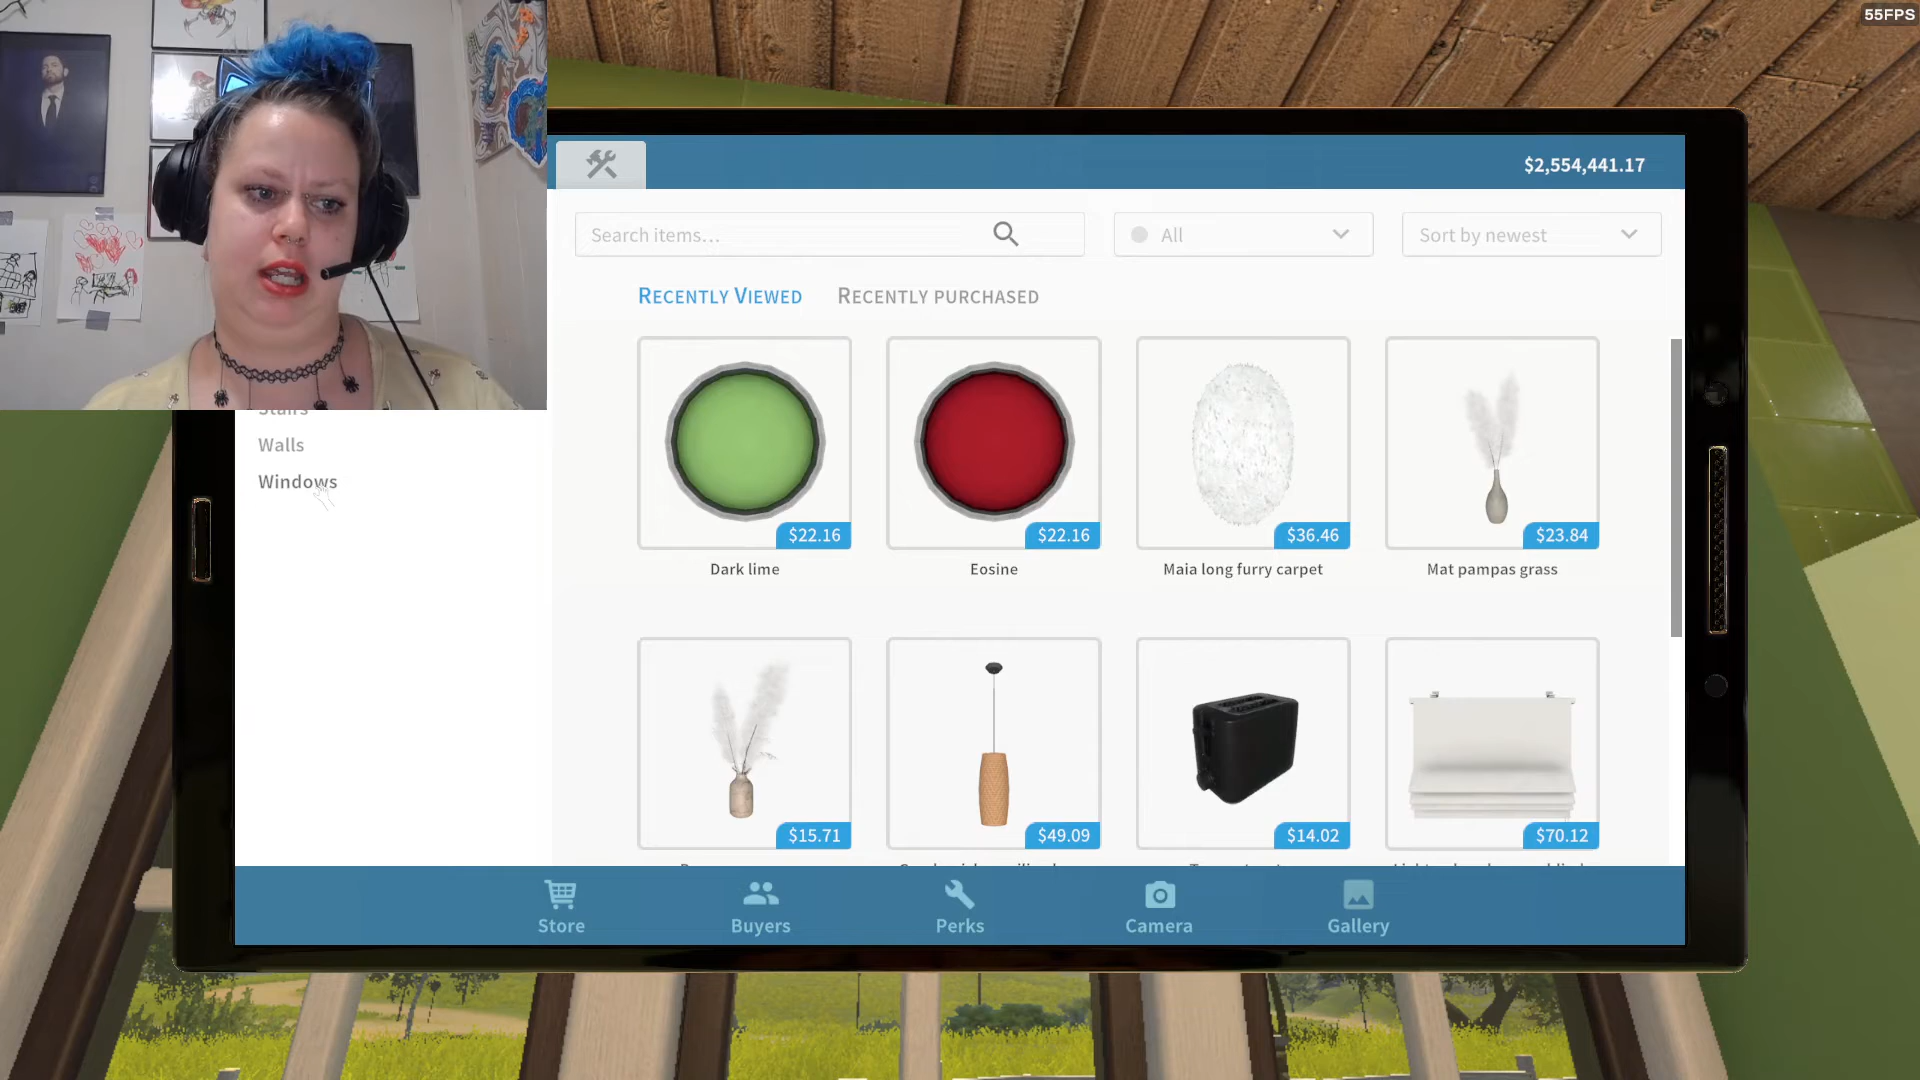 55FPS
$2,554,441.17
Search items...
All
Sort by newest
RECENTLY VIEWED
RECENTLY PURCHASED
Stairs
Walls
Windows
$22.16
$22.16
$36.46
$23.84
Dark lime
Eosine
Maia long furry carpet
Mat pampas grass
$15.71
$49.09
$14.02
$70.12
Store
Buyers
Perks
Camera
Gallery